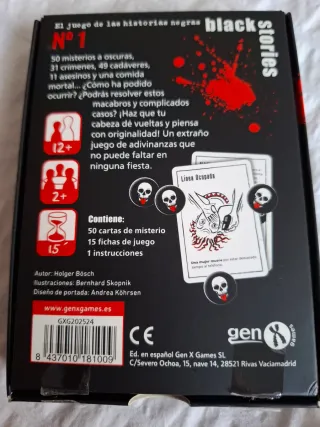 El juego de las historias negras
black stories
Nº 1
50 misterios a oscuras,
31 crímenes, 49 cadáveres,
11 asesinos y una comida
mortal... ¿Cómo ha podido
ocurrir? ¿Podrás resolver estos
macabros y complicados
casos? ¡Haz que tu
cabeza dé vueltas y piensa
con originalidad! Un extraño
juego de adivinanzas que
no puede faltar en
ninguna fiesta.
12+
2+
15´
Linea Ocupada
Contiene:
50 cartas de misterio
15 fichas de juego
1 instrucciones
Autor: Holger Bösch
Ilustraciones: Bernhard Skopnik
Diseño de portada: Andrea Köhrsen
www.genxgames.es
GXG202524
8 437010 181009
CE
gen X games
Ed. en español Gen X Games SL
C/Severo Ochoa, 15, nave 14, 28521 Rivas Vaciamadrid